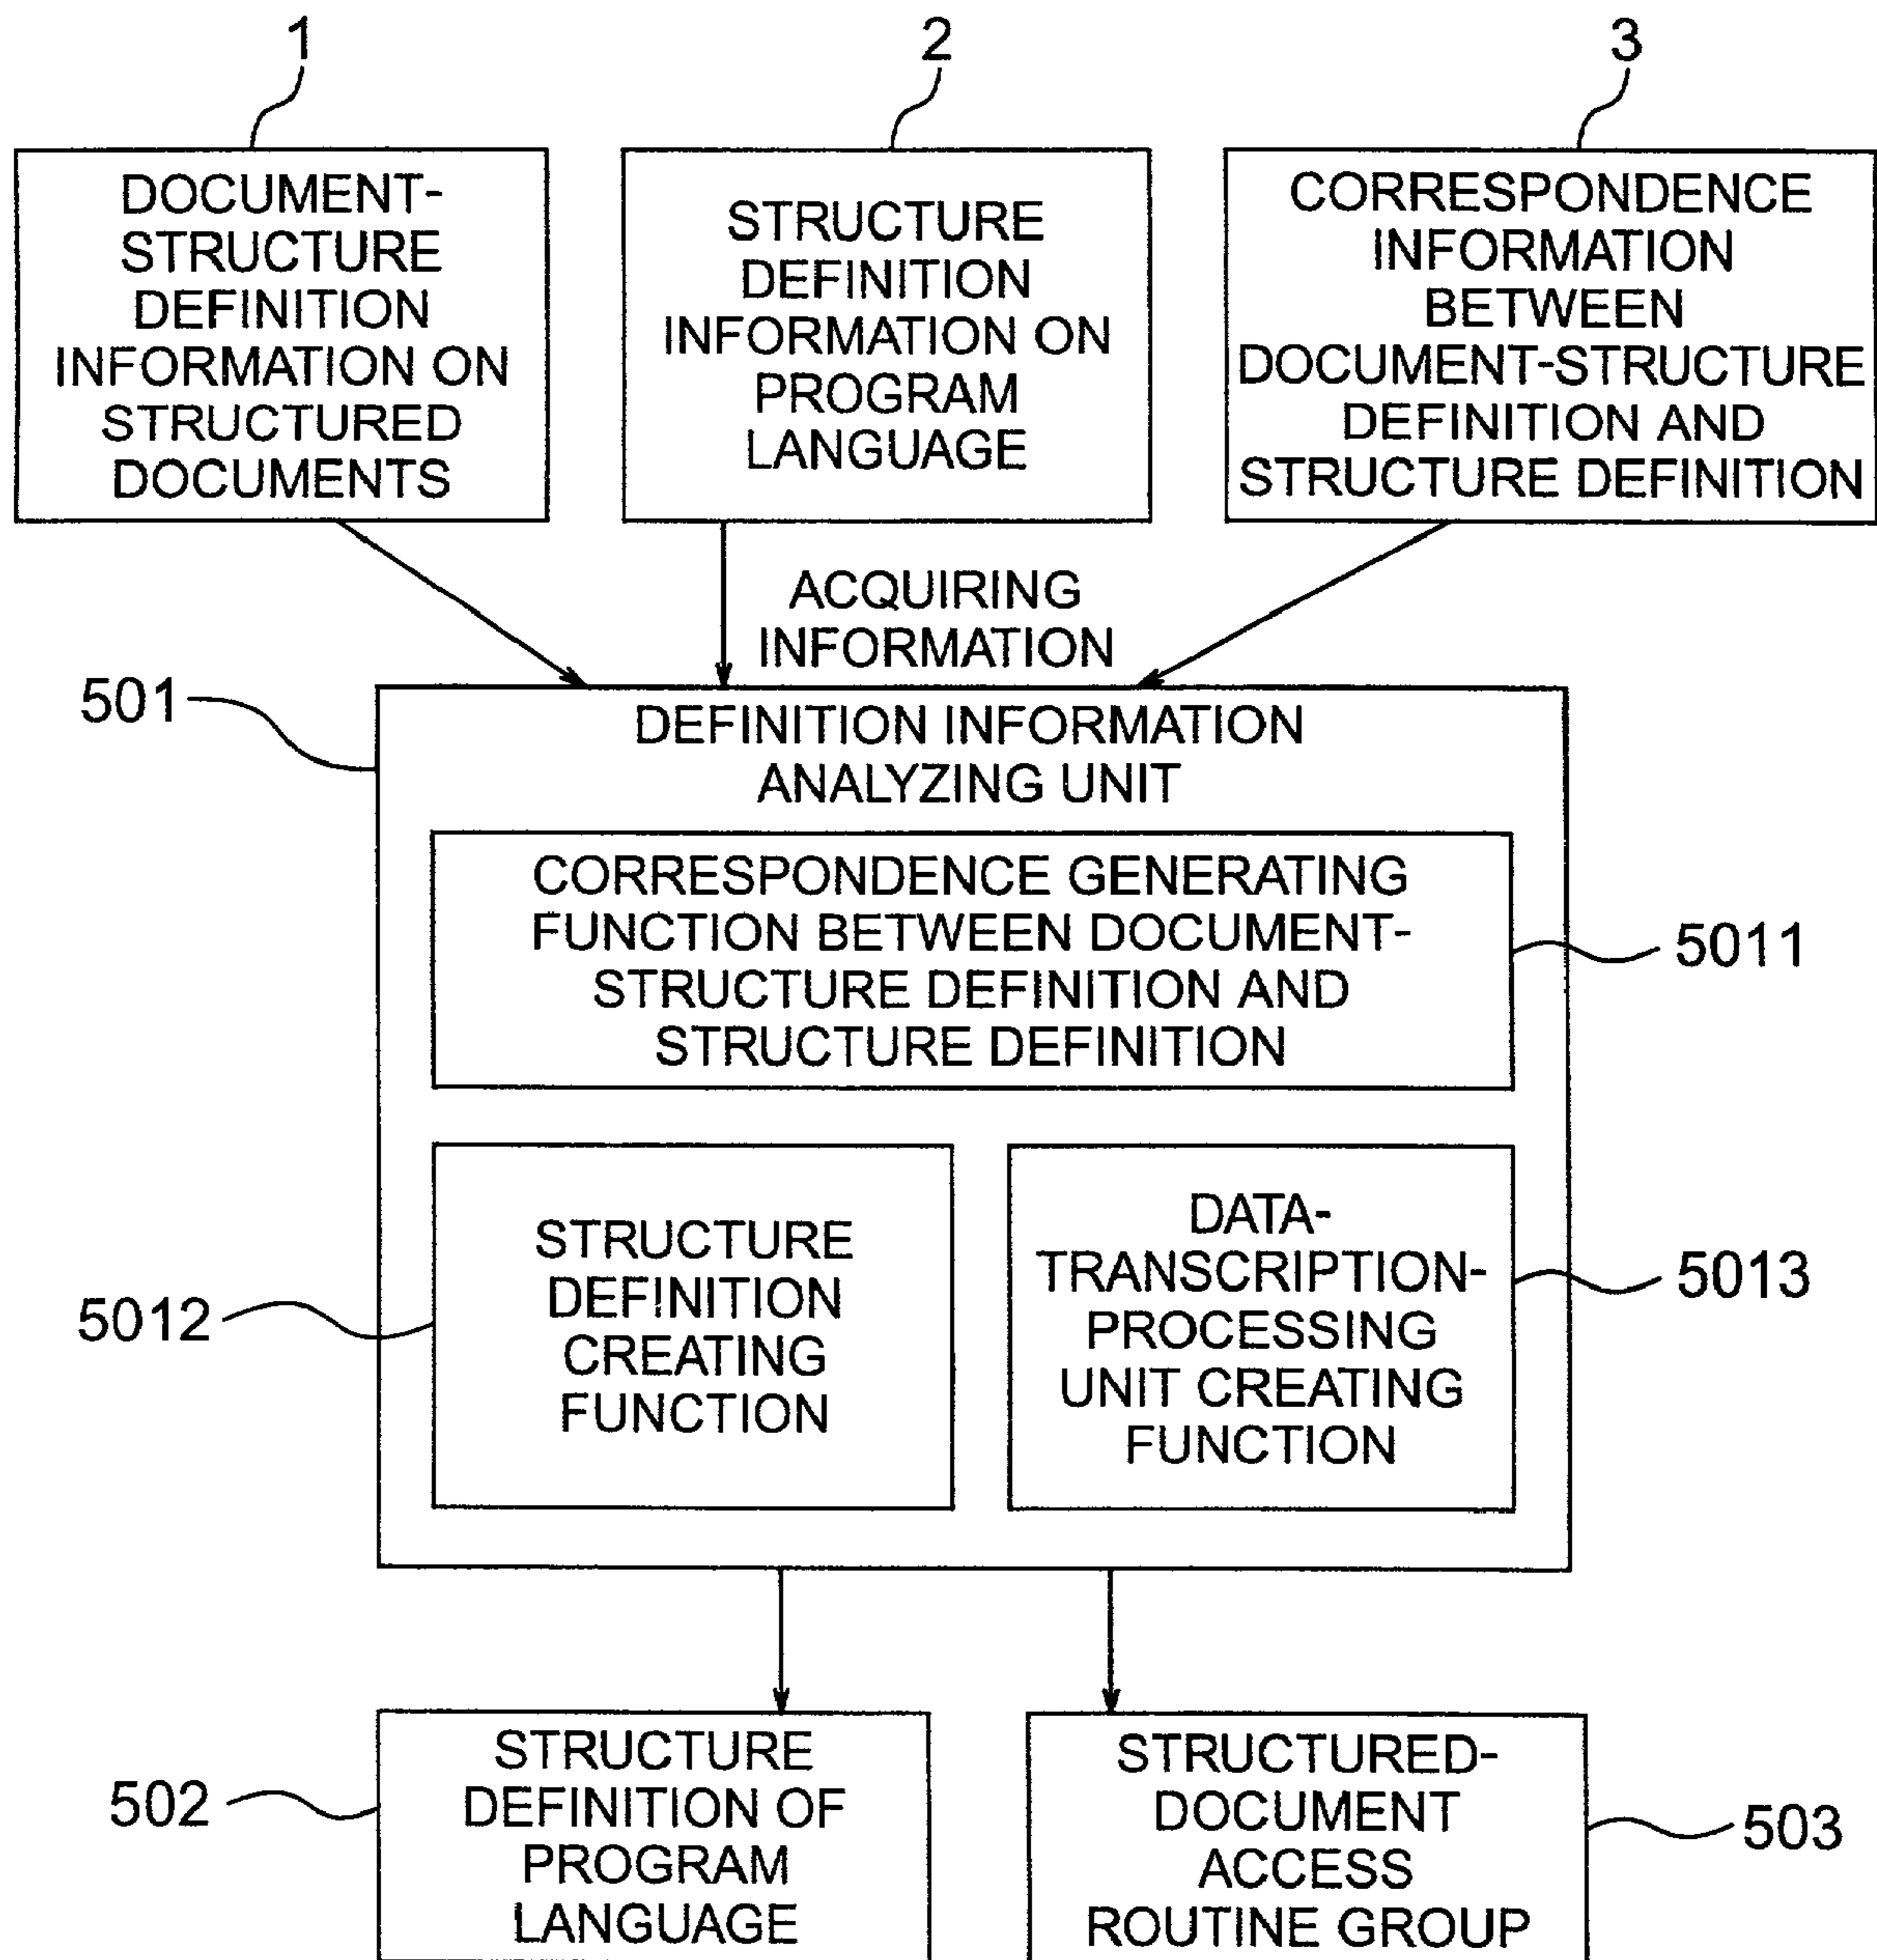 1
2
3
DOCUMENT-
STRUCTURE
DEFINITION
INFORMATION ON
STRUCTURED
DOCUMENTS
STRUCTURE
DEFINITION
INFORMATION ON
PROGRAM
LANGUAGE
CORRESPONDENCE
INFORMATION
BETWEEN
DOCUMENT-STRUCTURE
DEFINITION AND
STRUCTURE DEFINITION
ACQUIRING
INFORMATION
501
DEFINITION INFORMATION
ANALYZING UNIT
CORRESPONDENCE GENERATING
FUNCTION BETWEEN DOCUMENT-
STRUCTURE DEFINITION AND
STRUCTURE DEFINITION
5011
5012
STRUCTURE
DEFINITION
CREATING
FUNCTION
DATA-
TRANSCRIPTION-
PROCESSING
UNIT CREATING
FUNCTION
5013
502
STRUCTURE
DEFINITION OF
PROGRAM
LANGUAGE
STRUCTURED-
DOCUMENT
ACCESS
ROUTINE GROUP
503